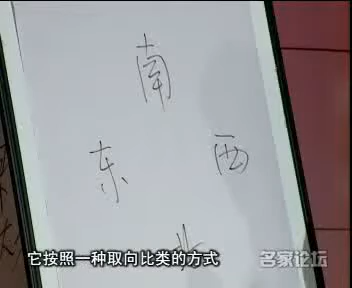 南
东 西
北
它按照一种取向比类的方式
名家论坛